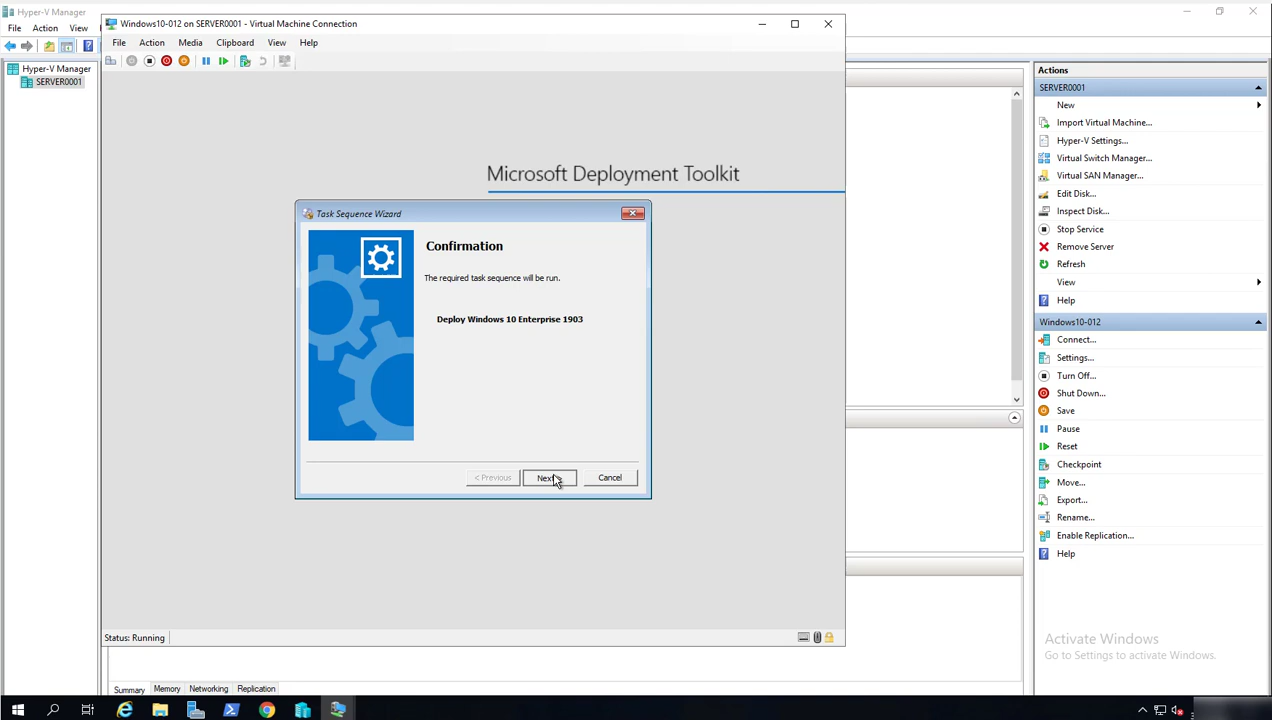 Hyper-V Manager
File Action View
Windows10-012 on SERVER0001 - Virtual Machine Connection
File Action Media Clipboard View Help
Hyper-V Manager
SERVER0001
Microsoft Deployment Toolkit
Task Sequence Wizard
Confirmation
The required task sequence will be run.
Deploy Windows 10 Enterprise 1903
< Previous Next Cancel
Status: Running
Summary Memory Networking Replication
Actions
SERVER0001
New
Import Virtual Machine...
Hyper-V Settings...
Virtual Switch Manager...
Virtual SAN Manager...
Edit Disk...
Inspect Disk...
Stop Service
Remove Server
Refresh
View
Help
Windows10-012
Connect...
Settings...
Turn Off...
Shut Down...
Save
Pause
Reset
Checkpoint
Move...
Export...
Rename...
Enable Replication...
Help
Activate Windows
Go to Settings to activate Windows.